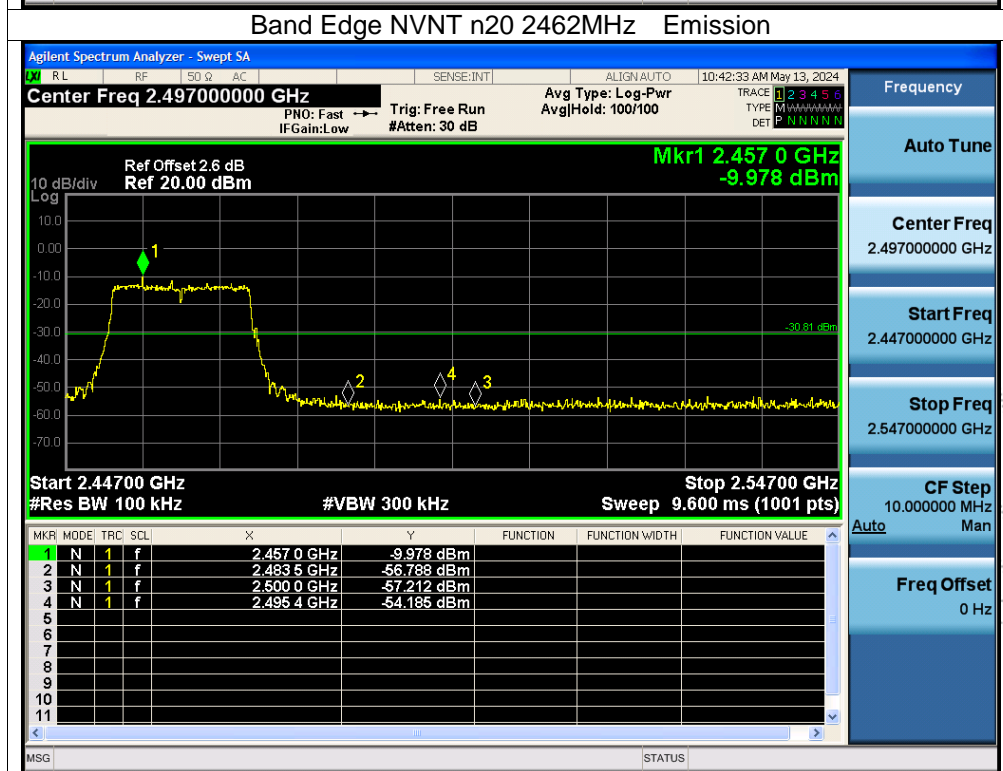 Band Edge NVNT n20 2462MHz Emission
Agilent Spectrum Analyzer - Swept SA
LXI RL RF 50 Ω AC SENSE:INT ALIGN AUTO 10:42:33 AM May 13, 2024
Center Freq 2.497000000 GHz
PNO: Fast
IFGain:Low
Trig: Free Run
#Atten: 30 dB
Avg Type: Log-Pwr
Avg|Hold: 100/100
TRACE 1 2 3 4 5 6
TYPE MWWWWW
DET P N N N N N
Ref Offset 2.6 dB
10 dB/div Ref 20.00 dBm
Log
Mkr1 2.457 0 GHz
-9.978 dBm
10.0
0.00
-10.0
-20.0
-30.0
-40.0
-50.0
-60.0
-70.0
1
2
4
3
-30.81 dBm
Start 2.44700 GHz Stop 2.54700 GHz
#Res BW 100 kHz #VBW 300 kHz Sweep 9.600 ms (1001 pts)
MKR MODE TRC SCL X Y FUNCTION FUNCTION WIDTH FUNCTION VALUE
1 N 1 f 2.457 0 GHz -9.978 dBm
2 N 1 f 2.483 5 GHz -56.788 dBm
3 N 1 f 2.500 0 GHz -57.212 dBm
4 N 1 f 2.495 4 GHz -54.185 dBm
5
6
7
8
9
10
11
MSG STATUS
Frequency
Auto Tune
Center Freq
2.497000000 GHz
Start Freq
2.447000000 GHz
Stop Freq
2.547000000 GHz
CF Step
10.000000 MHz
Auto Man
Freq Offset
0 Hz